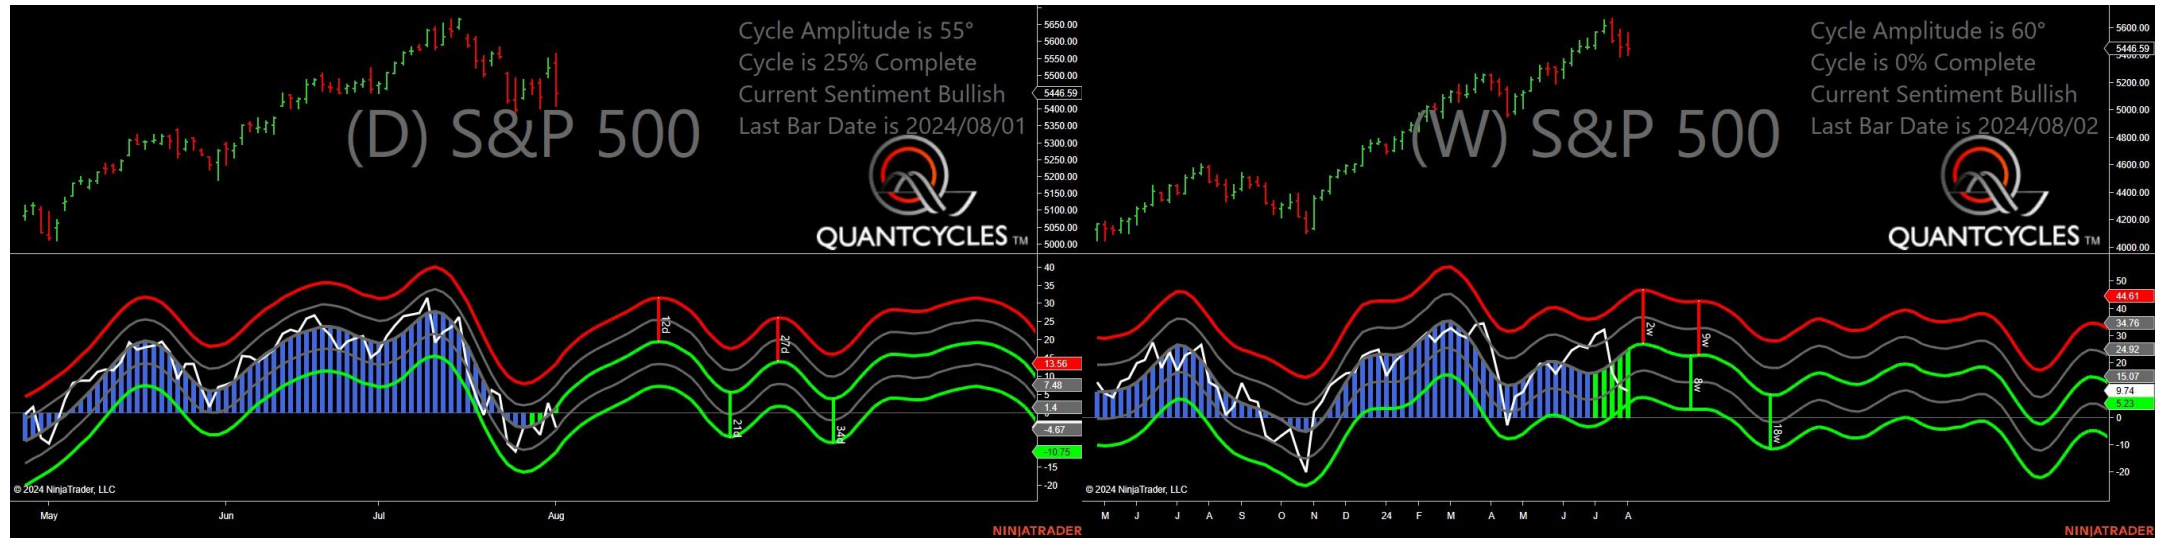 Cycle Amplitude is 55°
Cycle is 25% Complete
Current Sentiment Bullish
Last Bar Date is 2024/08/01
(D) S&P 500
QUANTCYCLES TM
5650.00
5600.00
5550.00
5500.00
5446.59
5400.00
5350.00
5300.00
5250.00
5200.00
5150.00
5100.00
5050.00
5000.00
40
35
30
25
20
13.56
10
7.48
5
1.4
-4.67
-10.75
-15
-20
12d
27d
21d
34d
© 2024 NinjaTrader, LLC
May Jun Jul Aug
NINJATRADER
Cycle Amplitude is 60°
Cycle is 0% Complete
Current Sentiment Bullish
Last Bar Date is 2024/08/02
(W) S&P 500
QUANTCYCLES TM
5600.00
5446.59
5400.00
5200.00
5000.00
4800.00
4600.00
4400.00
4200.00
4000.00
50
44.61
34.76
24.92
20
15.07
9.74
5.23
0
-10
-20
2w
9w
8w
18w
© 2024 NinjaTrader, LLC
M J J A S O N D 24 F M A M J J A
NINJATRADER